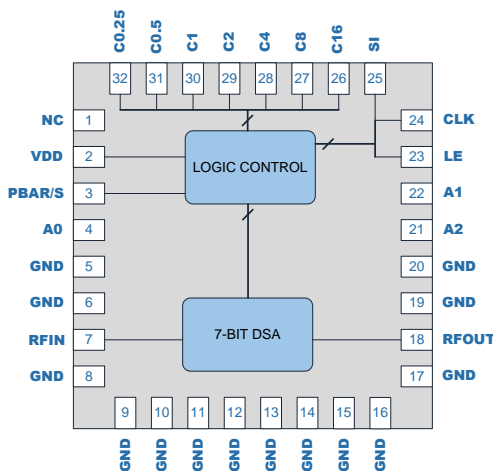 C0.25 C0.5 C1 C2 C4 C8 C16 SI
32 31 30 29 28 27 26 25
NC 1 24 CLK
VDD 2 LOGIC CONTROL 23 LE
PBAR/S 3 22 A1
A0 4 21 A2
GND 5 20 GND
GND 6 19 GND
RFIN 7 7-BIT DSA 18 RFOUT
GND 8 17 GND
9 10 11 12 13 14 15 16
GND GND GND GND GND GND GND GND